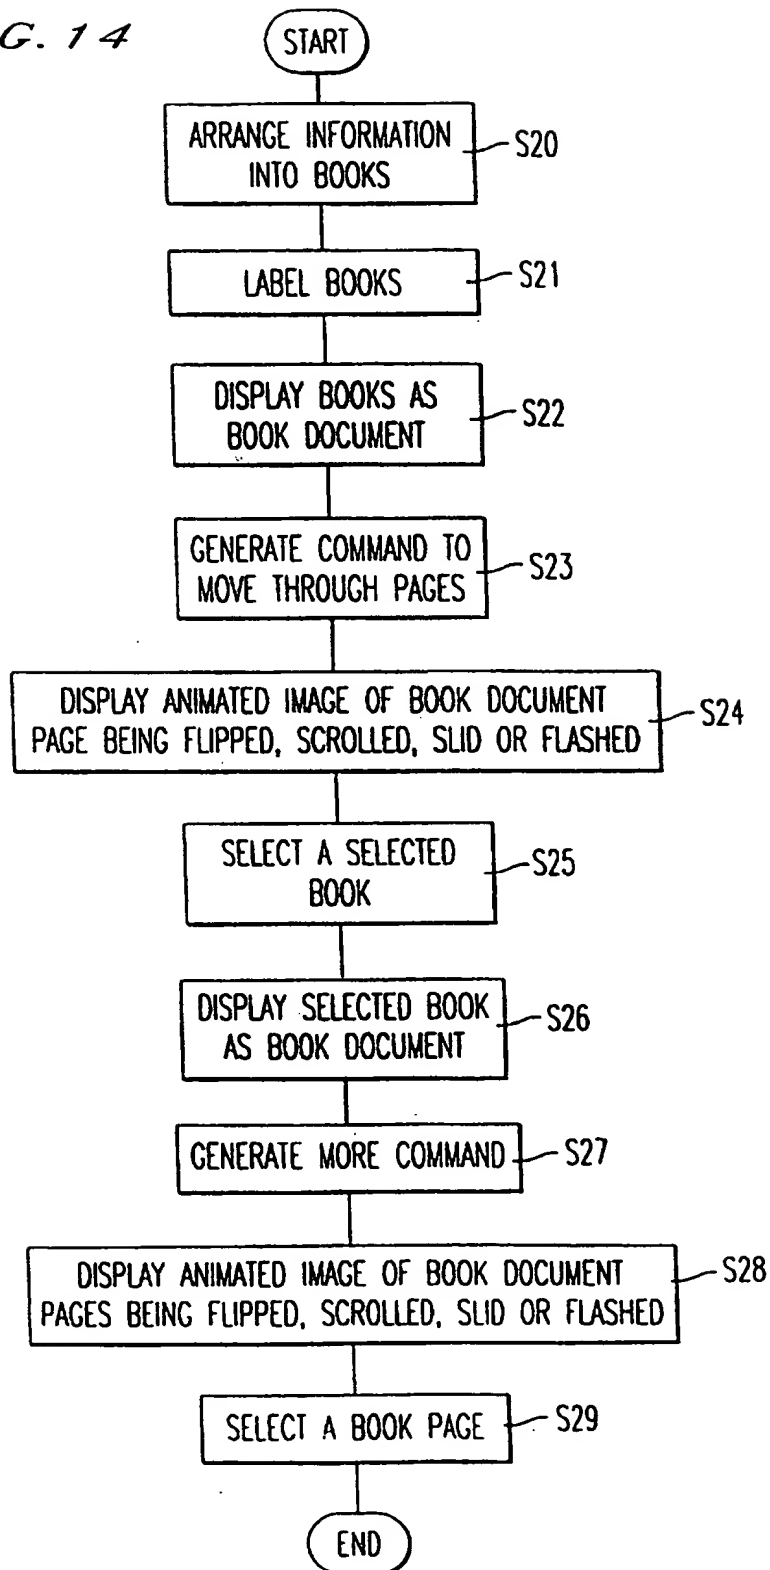 G. 14
START
ARRANGE INFORMATION
INTO BOOKS
S20
LABEL BOOKS
S21
DISPLAY BOOKS AS
BOOK DOCUMENT
S22
GENERATE COMMAND TO
MOVE THROUGH PAGES
S23
DISPLAY ANIMATED IMAGE OF BOOK DOCUMENT
PAGE BEING FLIPPED, SCROLLED, SLID OR FLASHED
S24
SELECT A SELECTED
BOOK
S25
DISPLAY SELECTED BOOK
AS BOOK DOCUMENT
S26
GENERATE MORE COMMAND
S27
DISPLAY ANIMATED IMAGE OF BOOK DOCUMENT
PAGES BEING FLIPPED, SCROLLED, SLID OR FLASHED
S28
SELECT A BOOK PAGE
S29
END